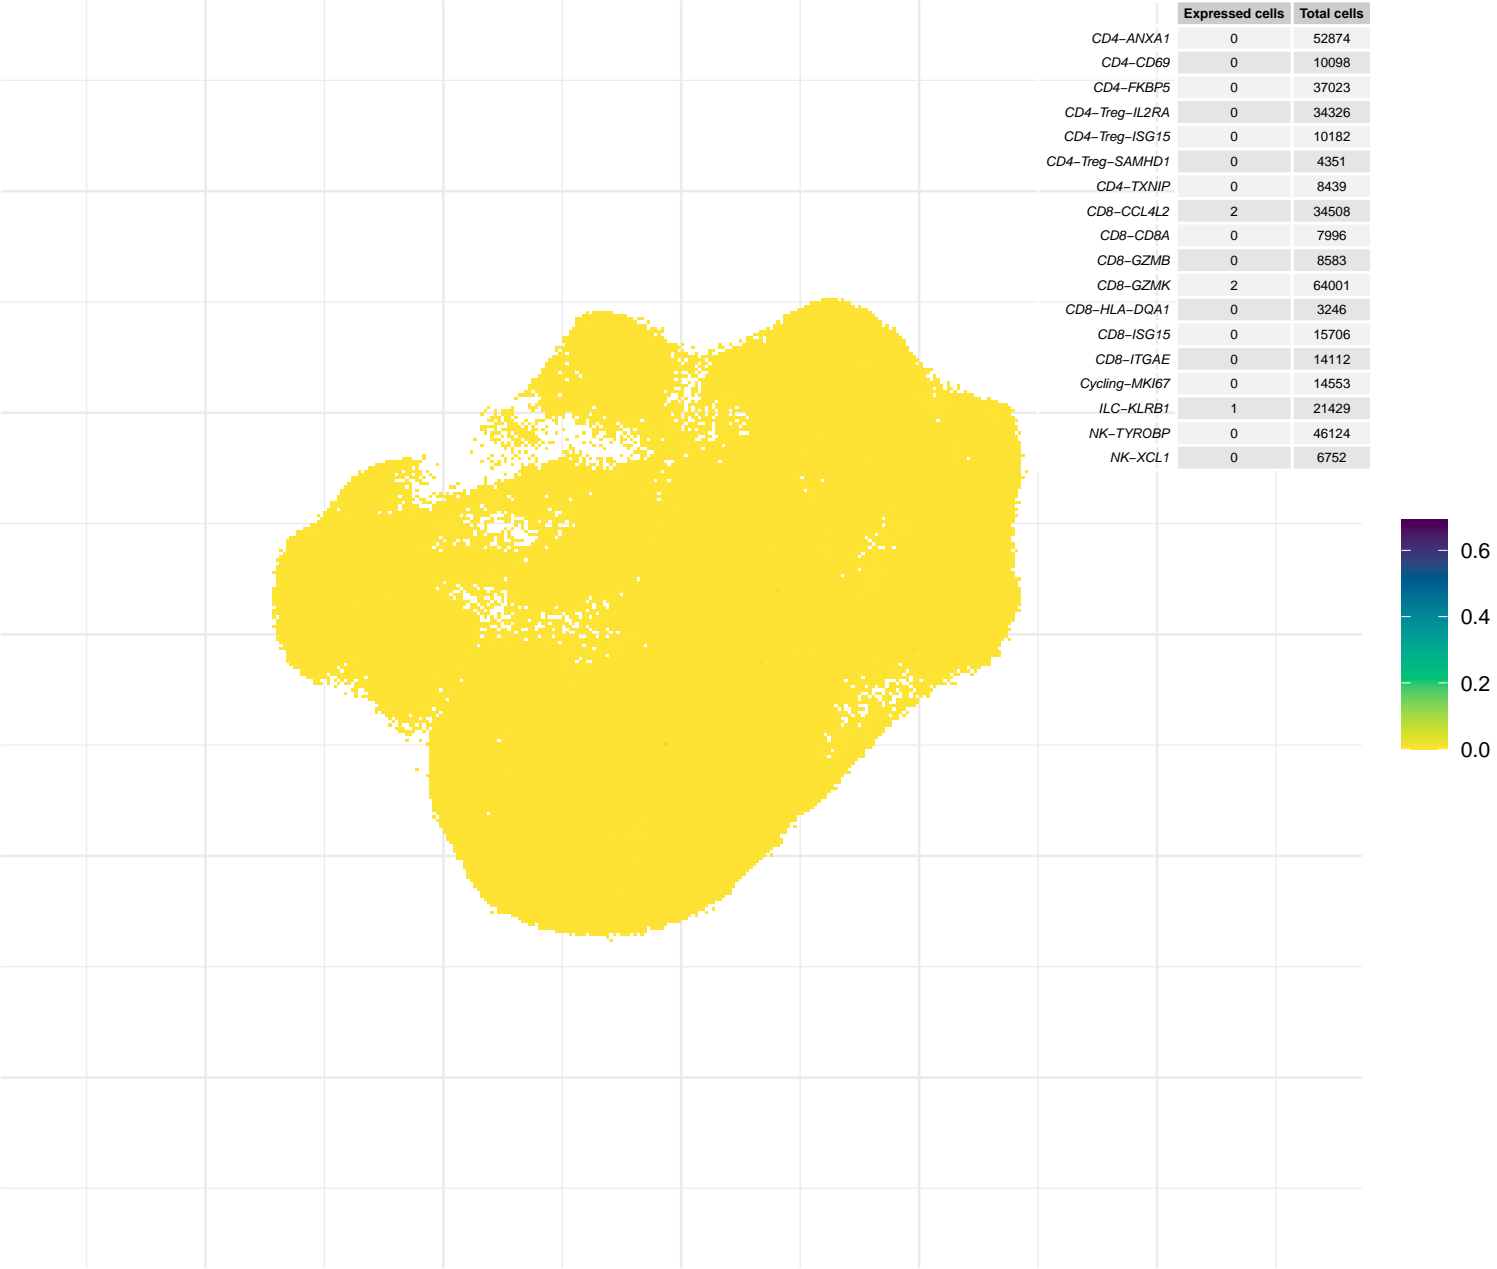 Expressed cells Total cells
CD4−ANXA1 0 52874
CD4−CD69 0 10098
CD4−FKBP5 0 37023
CD4−Treg−IL2RA 0 34326
CD4−Treg−ISG15 0 10182
CD4−Treg−SAMHD1 0 4351
CD4−TXNIP 0 8439
CD8−CCL4L2 2 34508
CD8−CD8A 0 7996
CD8−GZMB 0 8583
CD8−GZMK 2 64001
CD8−HLA−DQA1 0 3246
CD8−ISG15 0 15706
CD8−ITGAE 0 14112
Cycling−MKI67 0 14553
ILC−KLRB1 1 21429
NK−TYROBP 0 46124
NK−XCL1 0 6752
0.6
0.4
0.2
0.0